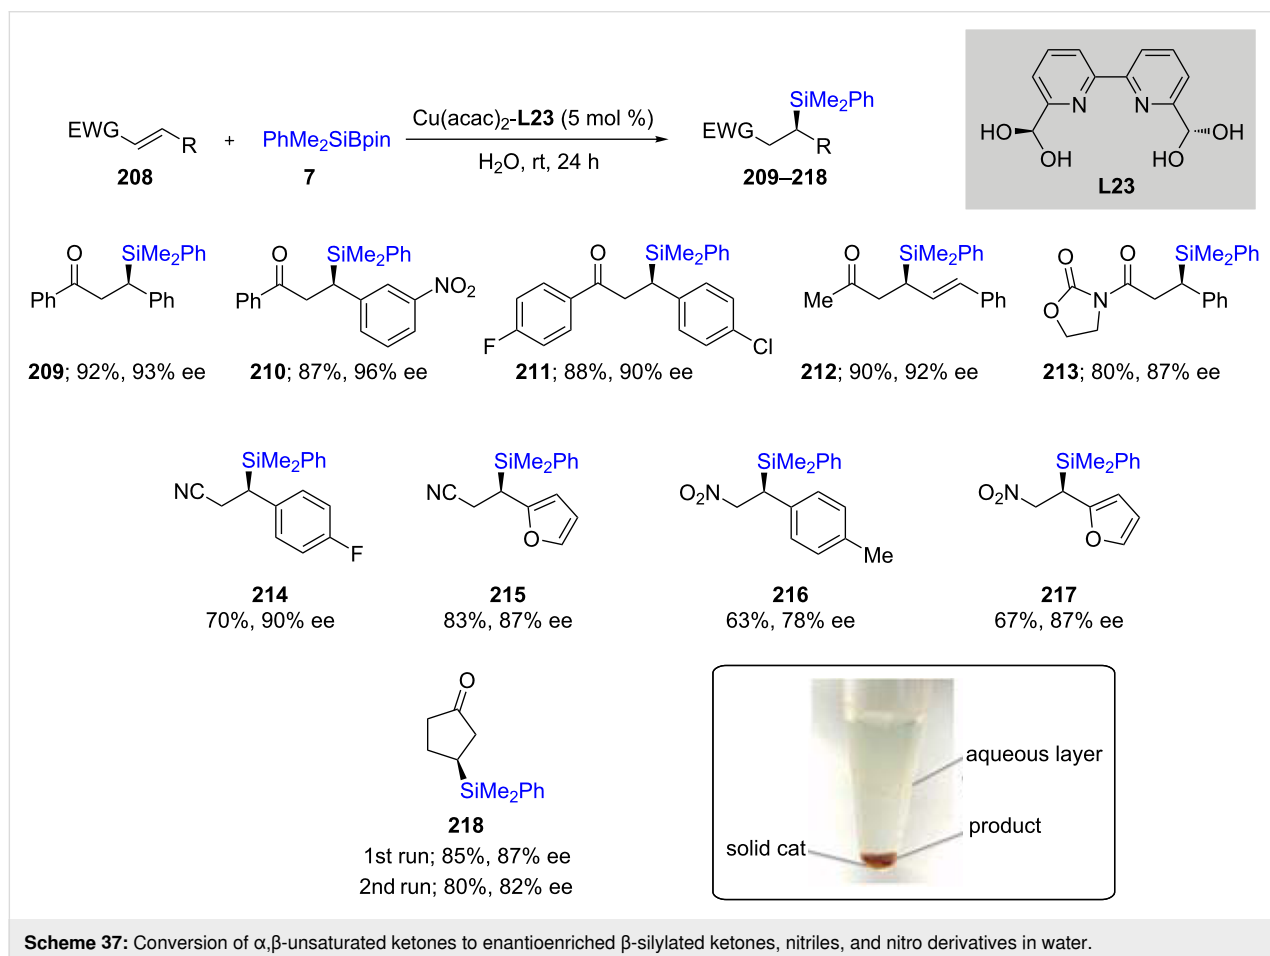 EWG R + PhMe2SiBpin Cu(acac)2-L23 (5 mol %) H2O, rt, 24 h SiMe2Ph EWG R
208 7 209–218
N N HO OH OH HO
L23
O SiMe2Ph Ph Ph
O SiMe2Ph Ph NO2
O SiMe2Ph F Cl
O SiMe2Ph Me Ph
O O SiMe2Ph O N Ph
209; 92%, 93% ee
210; 87%, 96% ee
211; 88%, 90% ee
212; 90%, 92% ee
213; 80%, 87% ee
SiMe2Ph NC F
SiMe2Ph NC O
SiMe2Ph O2N Me
SiMe2Ph O2N O
214
70%, 90% ee
215
83%, 87% ee
216
63%, 78% ee
217
67%, 87% ee
O
SiMe2Ph
218
1st run; 85%, 87% ee
2nd run; 80%, 82% ee
aqueous layer
product
solid cat
Scheme 37: Conversion of α,β-unsaturated ketones to enantioenriched β-silylated ketones, nitriles, and nitro derivatives in water.